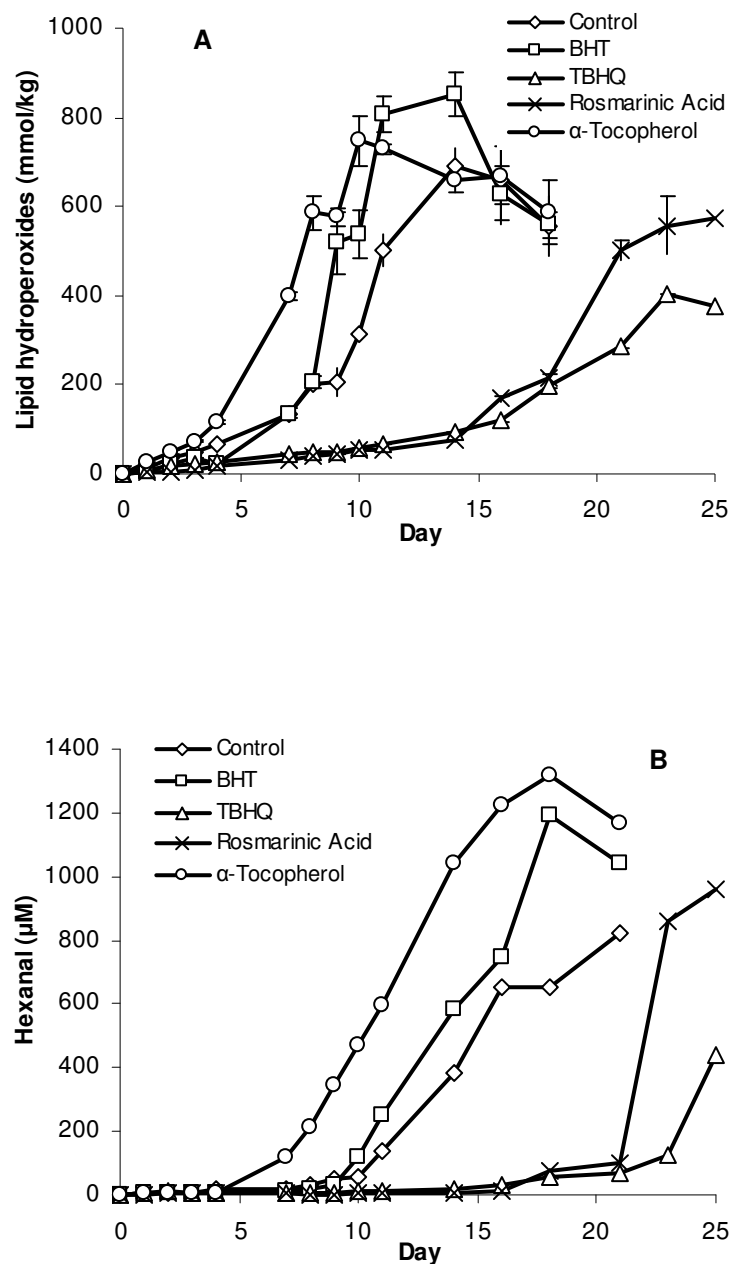 A
Control
BHT
TBHQ
Rosmarinic Acid
α-Tocopherol
Lipid hydroperoxides (mmol/kg)
1000
800
600
400
200
0
0 5 10 15 20 25
Day
B
Control
BHT
TBHQ
Rosmarinic Acid
α-Tocopherol
Hexanal (μM)
1400
1200
1000
800
600
400
200
0
0 5 10 15 20 25
Day